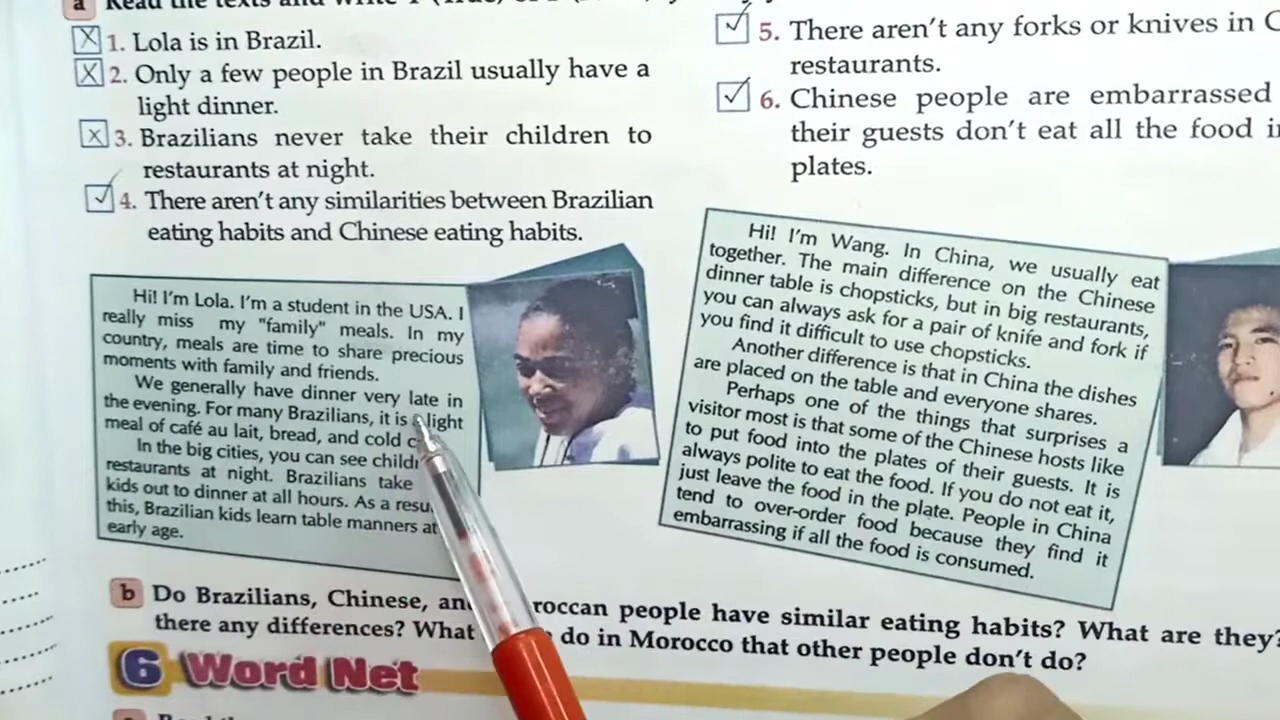 a Read the texts and write T (True) or F
1. Lola is in Brazil.
2. Only a few people in Brazil usually have a
light dinner.
3. Brazilians never take their children to
restaurants at night.
4. There aren't any similarities between Brazilian
eating habits and Chinese eating habits.
5. There aren't any forks or knives in C
restaurants.
6. Chinese people are embarrassed
their guests don't eat all the food in
plates.
Hi! I'm Lola. I'm a student in the USA. I
really miss my "family" meals. In my
country, meals are time to share precious
moments with family and friends.
We generally have dinner very late in
the evening. For many Brazilians, it is a light
meal of café au lait, bread, and cold c
In the big cities, you can see childr
restaurants at night. Brazilians take
kids out to dinner at all hours. As a resu
this, Brazilian kids learn table manners at
early age.
Hi! I'm Wang. In China, we usually eat
together. The main difference on the Chinese
dinner table is chopsticks, but in big restaurants,
you can always ask for a pair of knife and fork if
you find it difficult to use chopsticks.
Another difference is that in China the dishes
are placed on the table and everyone shares.
Perhaps one of the things that surprises a
visitor most is that some of the Chinese hosts like
to put food into the plates of their guests. It is
always polite to eat the food. If you do not eat it,
just leave the food in the plate. People in China
tend to over-order food because they find it
embarrassing if all the food is consumed.
b Do Brazilians, Chinese, an roccan people have similar eating habits? What are they?
there any differences? What do in Morocco that other people don't do?
6 Word Net